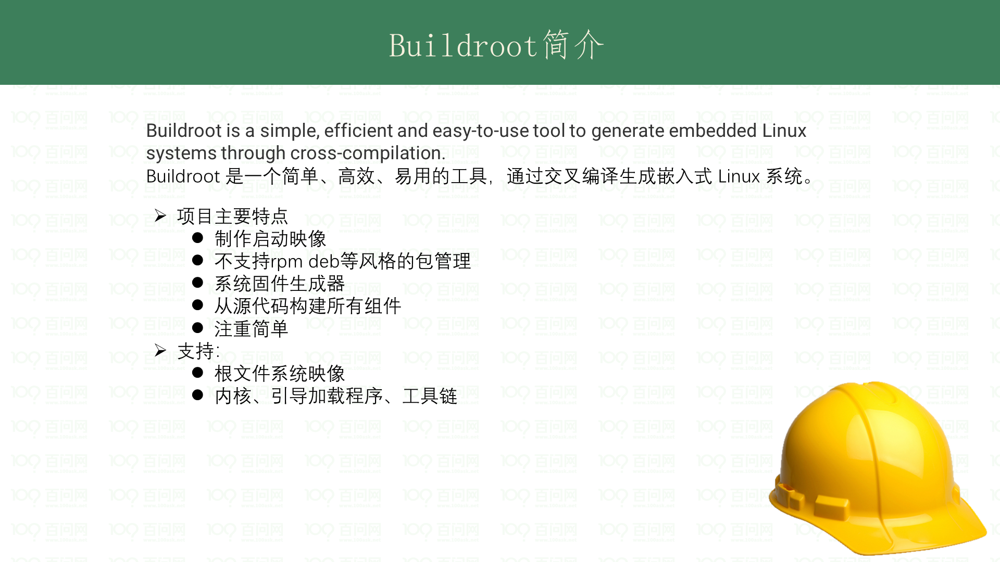 Buildroot简介
Buildroot is a simple, efficient and easy-to-use tool to generate embedded Linux
systems through cross-compilation.
Buildroot 是一个简单、高效、易用的工具，通过交叉编译生成嵌入式 Linux 系统。
➢ 项目主要特点
● 制作启动映像
● 不支持rpm deb等风格的包管理
● 系统固件生成器
● 从源代码构建所有组件
● 注重简单
➢ 支持：
● 根文件系统映像
● 内核、引导加载程序、工具链
百问网
www.100ask.net